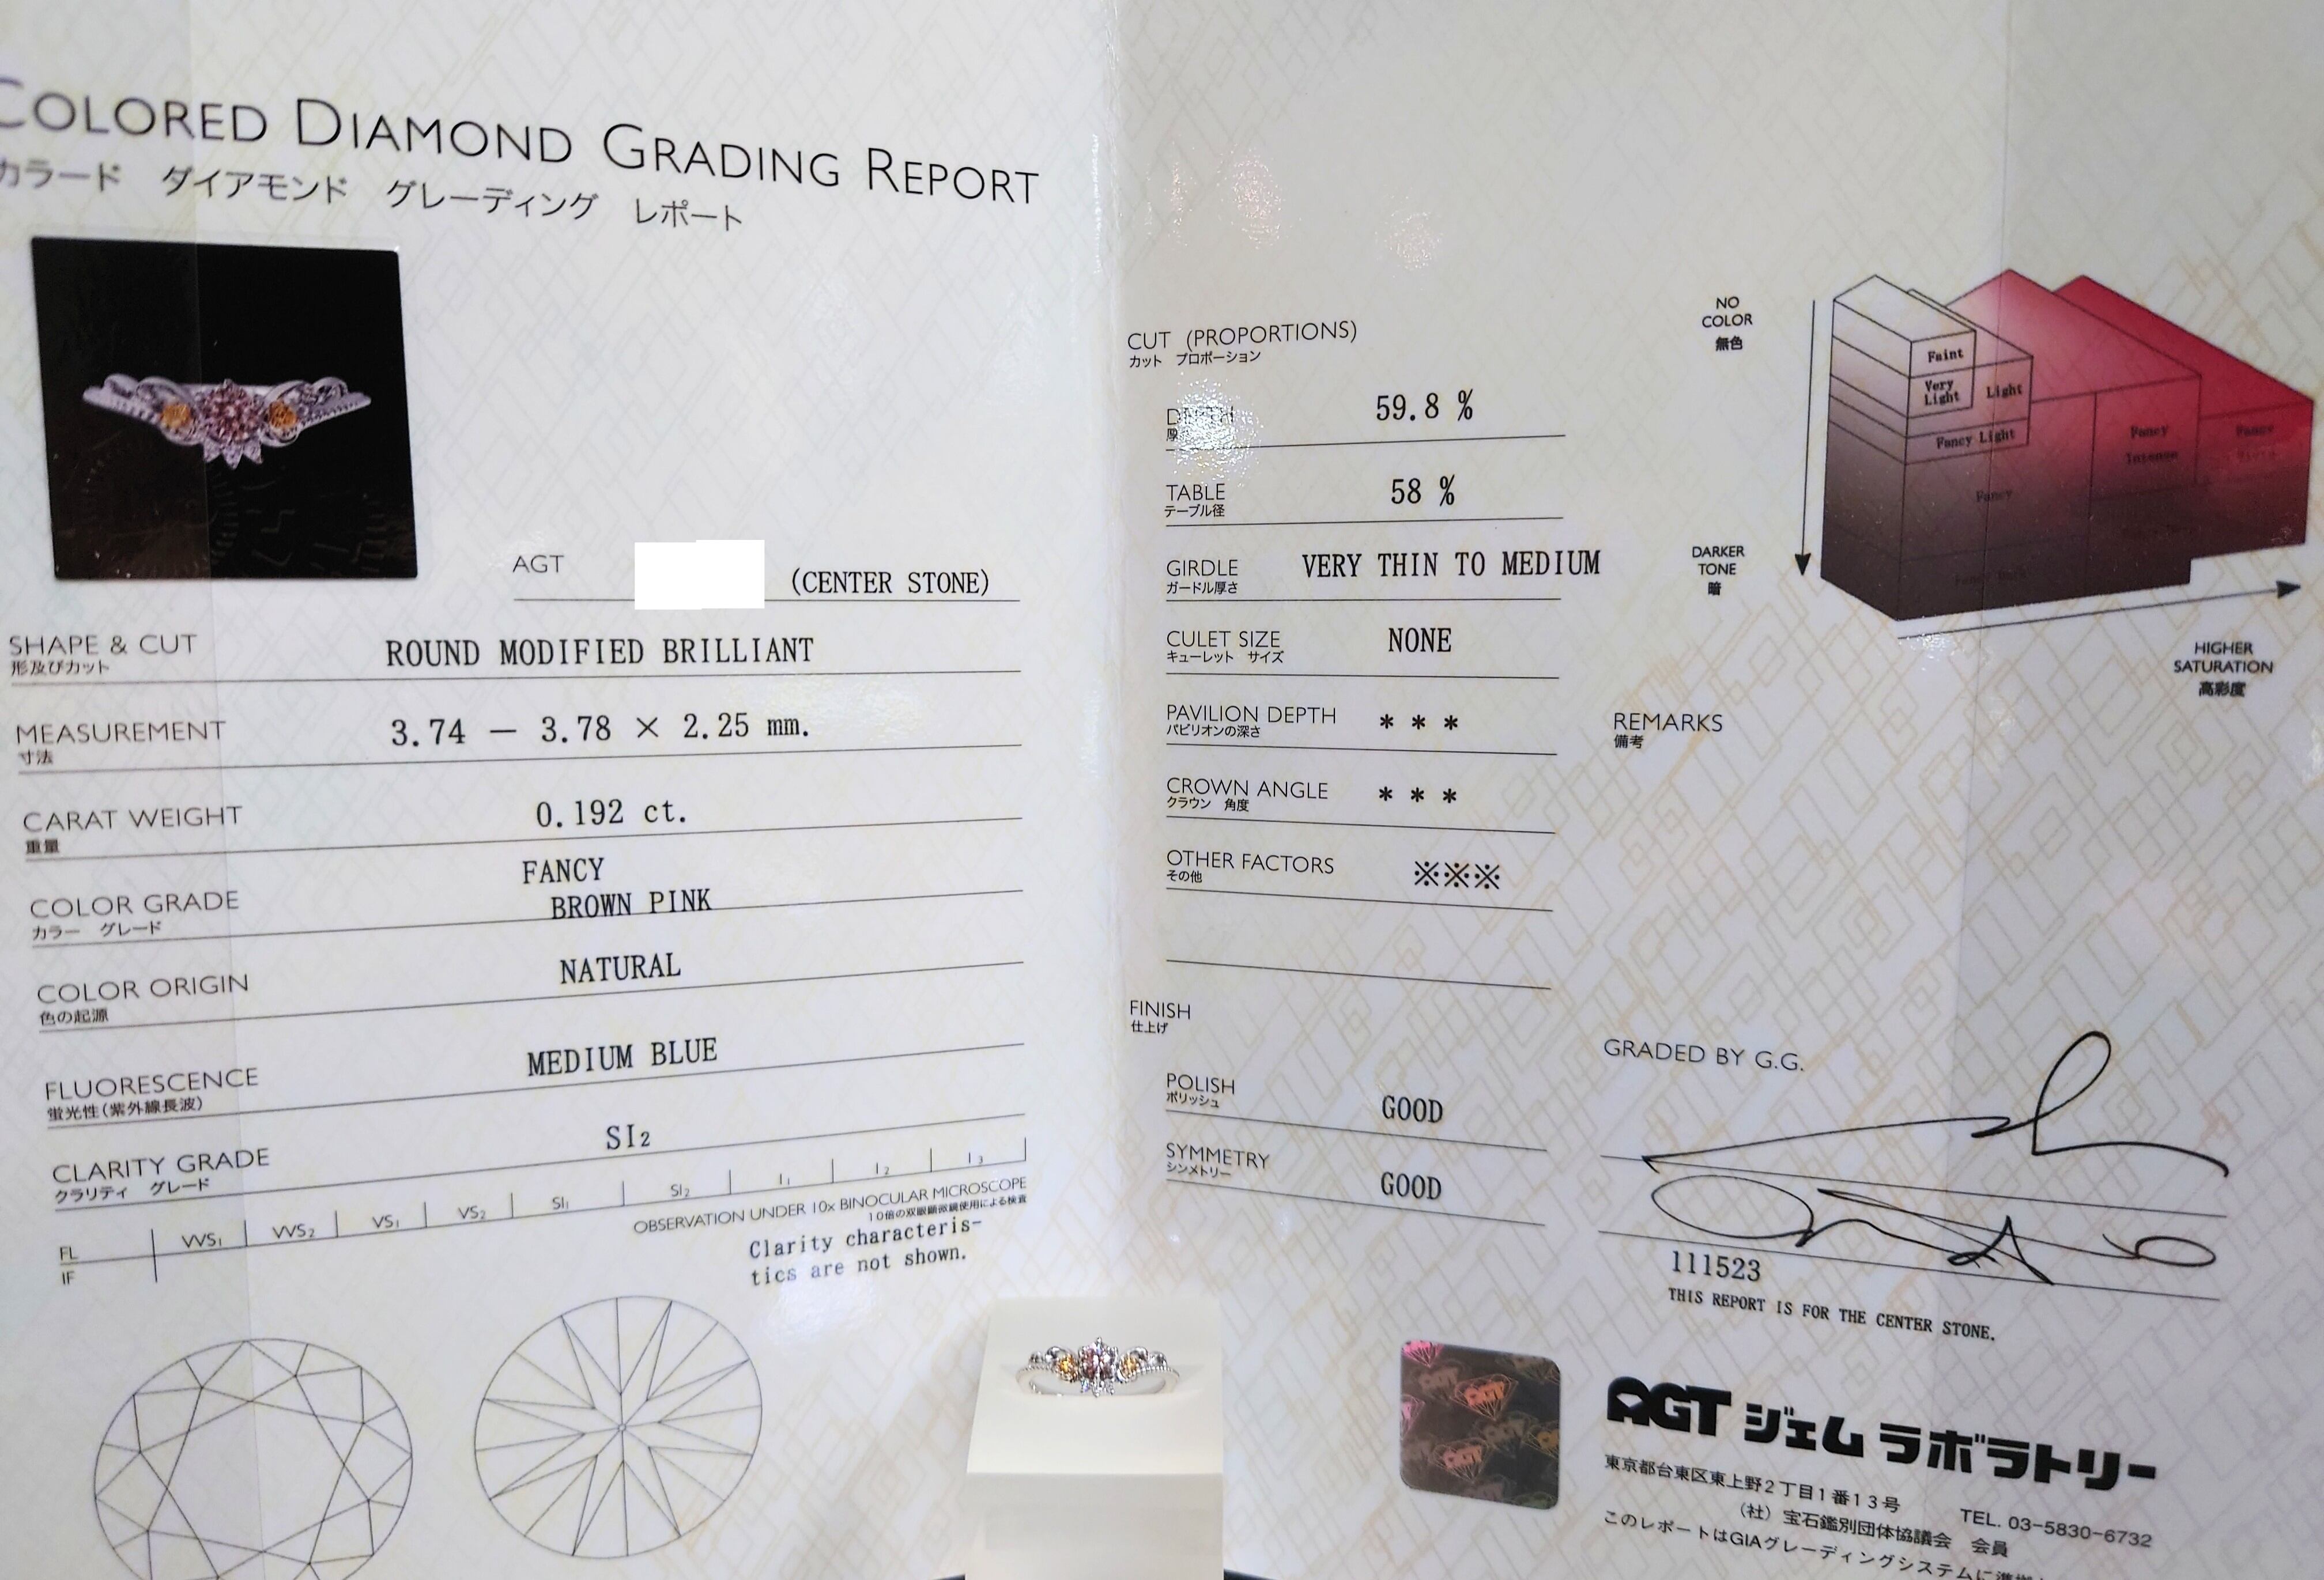 COLORED DIAMOND GRADING REPORT
カラード ダイアモンド グレーディング レポート
AGT (CENTER STONE)
SHAPE & CUT ROUND MODIFIED BRILLIANT
形及びカット
MEASUREMENT 3.74 － 3.78 × 2.25 mm.
寸法
CARAT WEIGHT 0.192 ct.
重量
FANCY
COLOR GRADE BROWN PINK
カラー グレード
COLOR ORIGIN NATURAL
色の起源
FLUORESCENCE MEDIUM BLUE
蛍光性(紫外線長波)
CLARITY GRADE SI2
クラリティ グレード
FL VVS1 VVS2 VS1 VS2 SI1 SI2 I1 I2 I3
IF
OBSERVATION UNDER 10x BINOCULAR MICROSCOPE
10倍の双眼顕微鏡使用による検査
Clarity characteris-
tics are not shown.
CUT (PROPORTIONS)
カット プロポーション
59.8 %
厚
TABLE 58 %
テーブル径
GIRDLE VERY THIN TO MEDIUM
ガードル厚さ
CULET SIZE NONE
キューレット サイズ
PAVILION DEPTH * * *
パビリオンの深さ
CROWN ANGLE * * *
クラウン 角度
OTHER FACTORS ※※※
その他
FINISH
仕上げ
POLISH GOOD
ポリッシュ
SYMMETRY GOOD
シンメトリー
NO
COLOR
無色
Faint
Very
Light
Light
Fancy Light
Fancy
Fancy
Intense
Fancy
Fancy Dark
DARKER
TONE
暗
HIGHER
SATURATION
高彩度
REMARKS
備考
GRADED BY G.G.
111523
THIS REPORT IS FOR THE CENTER STONE.
AGT ジェム ラボラトリー
東京都台東区東上野2丁目1番13号
TEL. 03-5830-6732
(社) 宝石鑑別団体協議会 会員
このレポートはGIAグレーディングシステムに準拠